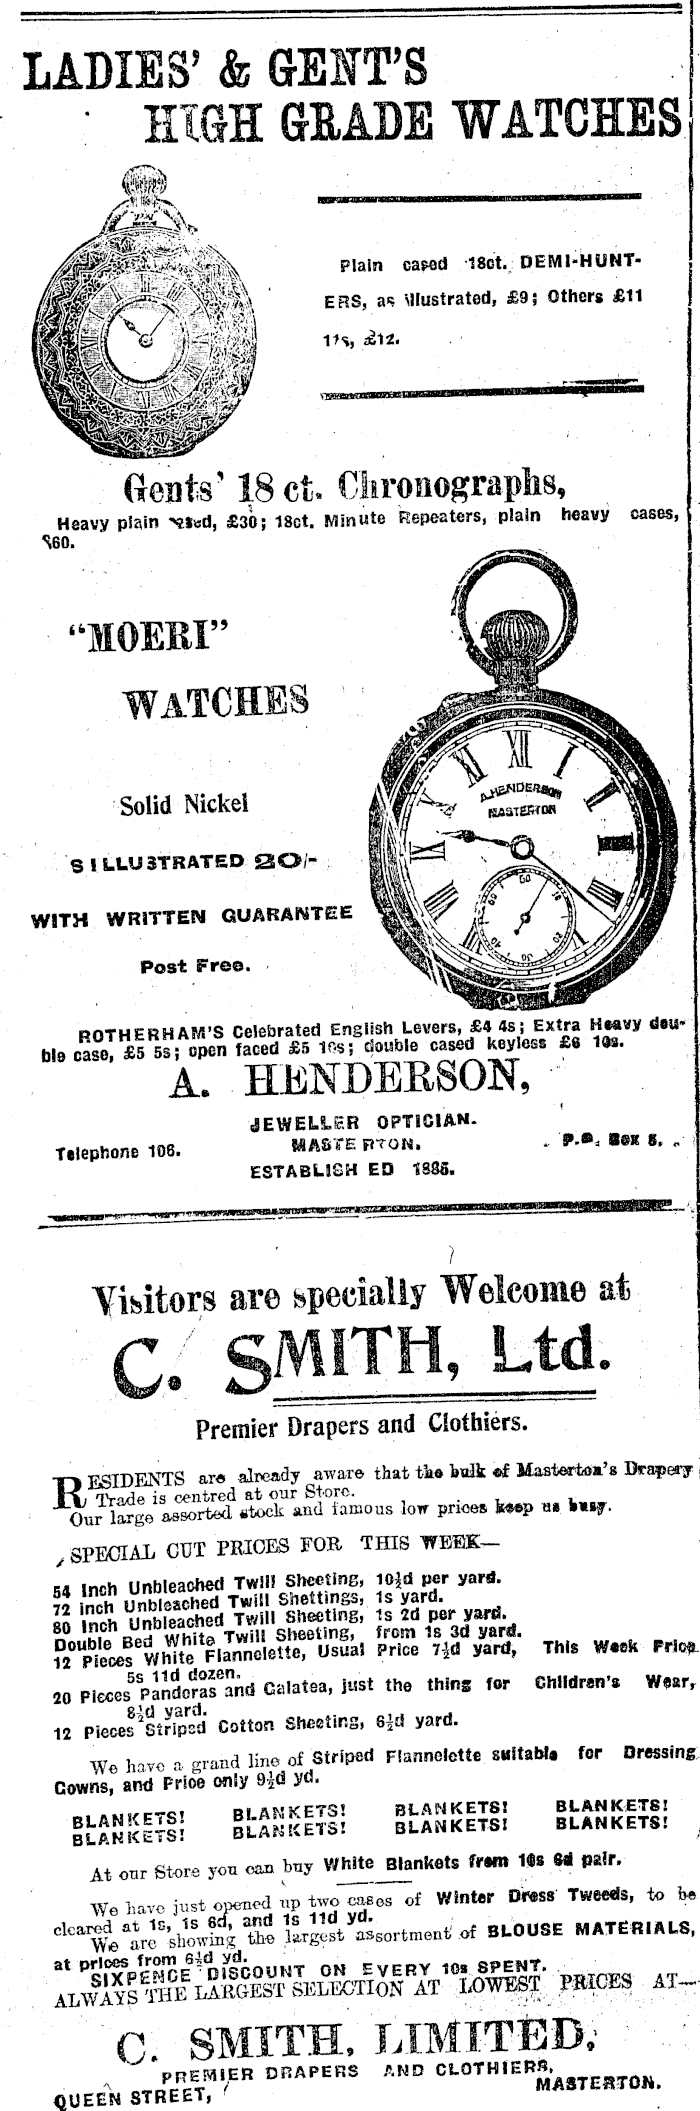 LADIES' & GENT'S
HIGH GRADE WATCHES
Plain cased 18ct. DEMI-HUNT-
ERS, as illustrated, £9; Others £11
11s, £12.
Gents' 18 ct. Chronographs,
Heavy plain cased, £30; 18ct. Minute Repeaters, plain heavy cases,
£60.
"MOERI"
WATCHES
Solid Nickel
S ILLUSTRATED 20/-
WITH WRITTEN GUARANTEE
Post Free.
A. HENDERSON
MASTERTON
ROTHERHAM'S Celebrated English Levers, £4 4s; Extra Heavy dou-
ble case, £5 5s; open faced £5 10s; double cased keyless £6 10s.
A. HENDERSON,
JEWELLER OPTICIAN.
Telephone 106. MASTERTON. P.O. Box 5.
ESTABLISHED 1885.
Visitors are specially Welcome at
C. SMITH, Ltd.
Premier Drapers and Clothiers.
RESIDENTS are already aware that the bulk of Masterton's Drapery
Trade is centred at our Store.
Our large assorted stock and famous low prices keep us busy.
SPECIAL CUT PRICES FOR THIS WEEK—
54 Inch Unbleached Twill Sheeting, 10½d per yard.
72 inch Unbleached Twill Shettings, 1s yard.
80 Inch Unbleached Twill Sheeting, 1s 2d per yard.
Double Bed White Twill Sheeting, from 1s 3d yard.
12 Pieces White Flannelette, Usual Price 7½d yard, This Week Price
5s 11d dozen.
20 Pieces Pandoras and Galatea, just the thing for Children's Wear,
8½d yard.
12 Pieces Striped Cotton Sheeting, 6½d yard.
We have a grand line of Striped Flannelette suitable for Dressing
Gowns, and Price only 9½d yd.
BLANKETS! BLANKETS! BLANKETS! BLANKETS!
BLANKETS! BLANKETS! BLANKETS! BLANKETS!
At our Store you can buy White Blankets from 10s 6d pair.
We have just opened up two cases of Winter Dress Tweeds, to be
cleared at 1s, 1s 6d, and 1s 11d yd.
We are showing the largest assortment of BLOUSE MATERIALS,
at prices from 6½d yd.
SIXPENCE DISCOUNT ON EVERY 10s SPENT.
ALWAYS THE LARGEST SELECTION AT LOWEST PRICES AT—
C. SMITH, LIMITED,
PREMIER DRAPERS AND CLOTHIERS,
QUEEN STREET, MASTERTON.